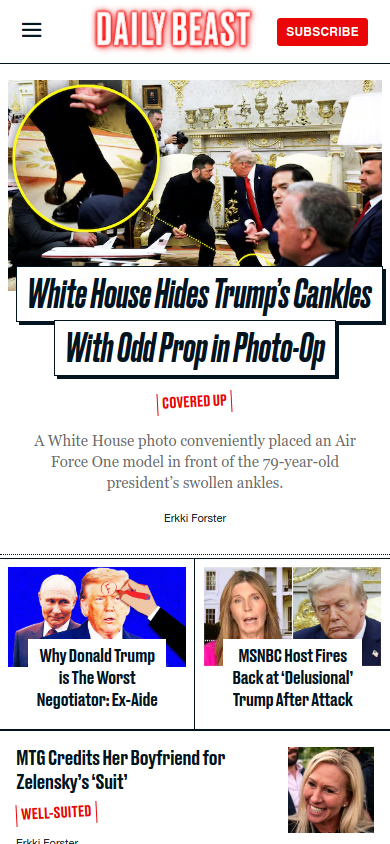 DAILY BEAST
SUBSCRIBE
White House Hides Trump's Cankles
With Odd Prop in Photo-Op
COVERED UP
A White House photo conveniently placed an Air
Force One model in front of the 79-year-old
president's swollen ankles.
Erkki Forster
Why Donald Trump
is The Worst
Negotiator: Ex-Aide
MSNBC Host Fires
Back at 'Delusional'
Trump After Attack
MTG Credits Her Boyfriend for
Zelensky's 'Suit'
WELL-SUITED
Erkki Forster